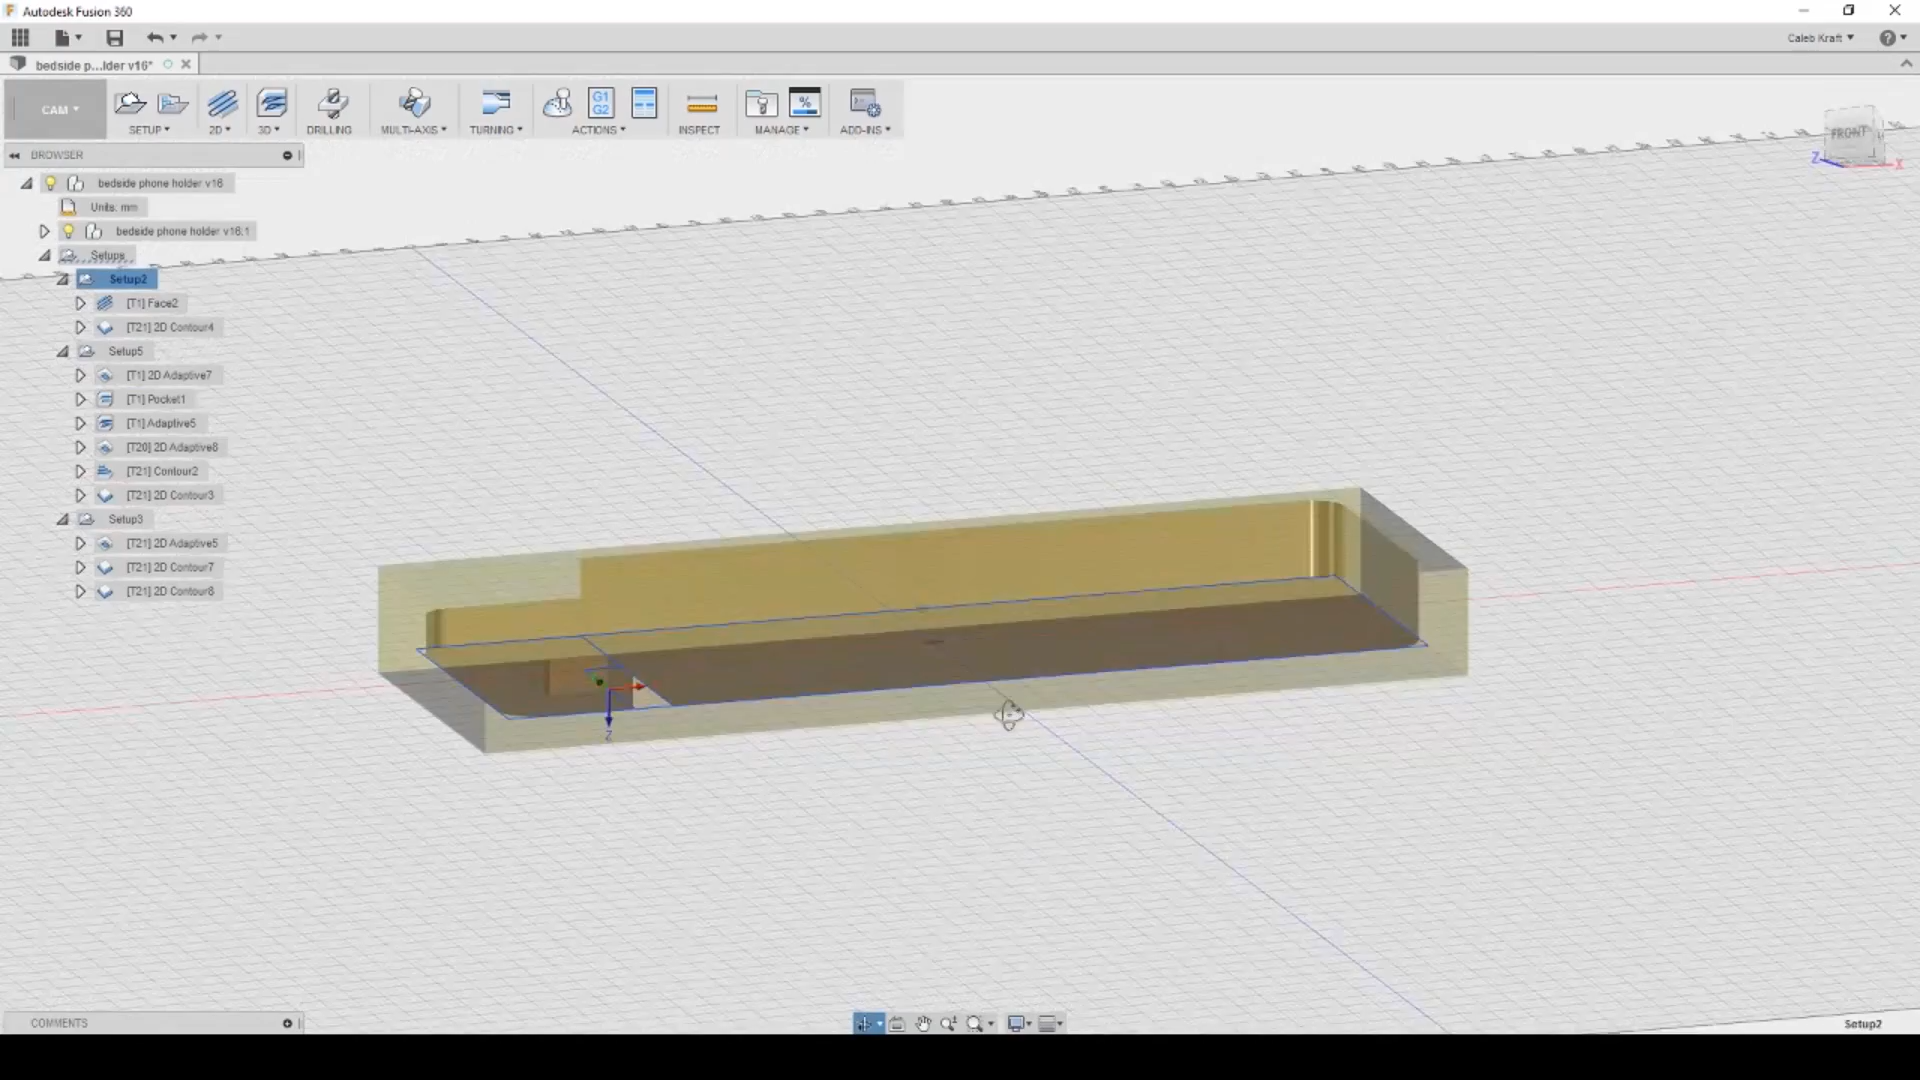 Autodesk Fusion 360
Caleb Kraft
bedside p...lder v16*
CAM
SETUP
2D
3D
DRILLING
MULTI-AXIS
TURNING
G1
G2
ACTIONS
INSPECT
%
MANAGE
ADD-INS
FRONT
Z
X
BROWSER
bedside phone holder v16
Units: mm
bedside phone holder v16:1
Setups
Setup2
[T1] Face2
[T21] 2D Contour4
Setup5
[T1] 2D Adaptive7
[T1] Pocket1
[T1] Adaptive5
[T20] 2D Adaptive8
[T21] Contour2
[T21] 2D Contour3
Setup3
[T21] 2D Adaptive5
[T21] 2D Contour7
[T21] 2D Contour8
Z
COMMENTS
Setup2